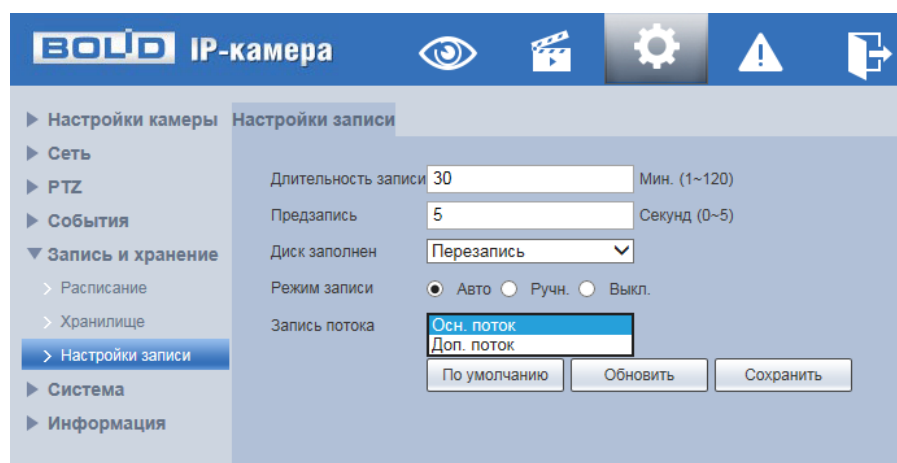 BOLID IP-камера
Настройки камеры
Сеть
PTZ
События
Запись и хранение
Расписание
Хранилище
Настройки записи
Система
Информация
Настройки записи
Длительность записи 30 Мин. (1~120)
Предзапись 5 Секунд (0~5)
Диск заполнен Перезапись
Режим записи Авто Ручн. Выкл.
Запись потока Осн. поток
Доп. поток
По умолчанию Обновить Сохранить